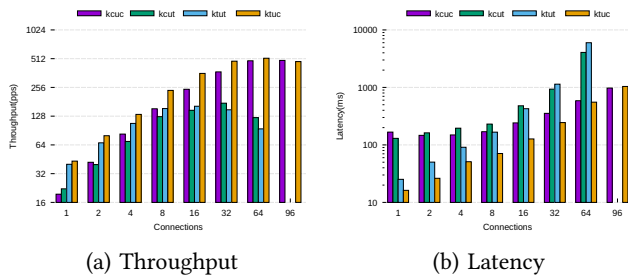 kcuc kcut ktut ktuc
1024
512
256
128
64
32
16
Throughput(pps)
1 2 4 8 16 32 64 96
Connections
(a) Throughput
kcuc kcut ktut ktuc
10000
1000
100
10
Latency(ms)
1 2 4 8 16 32 64 96
Connections
(b) Latency